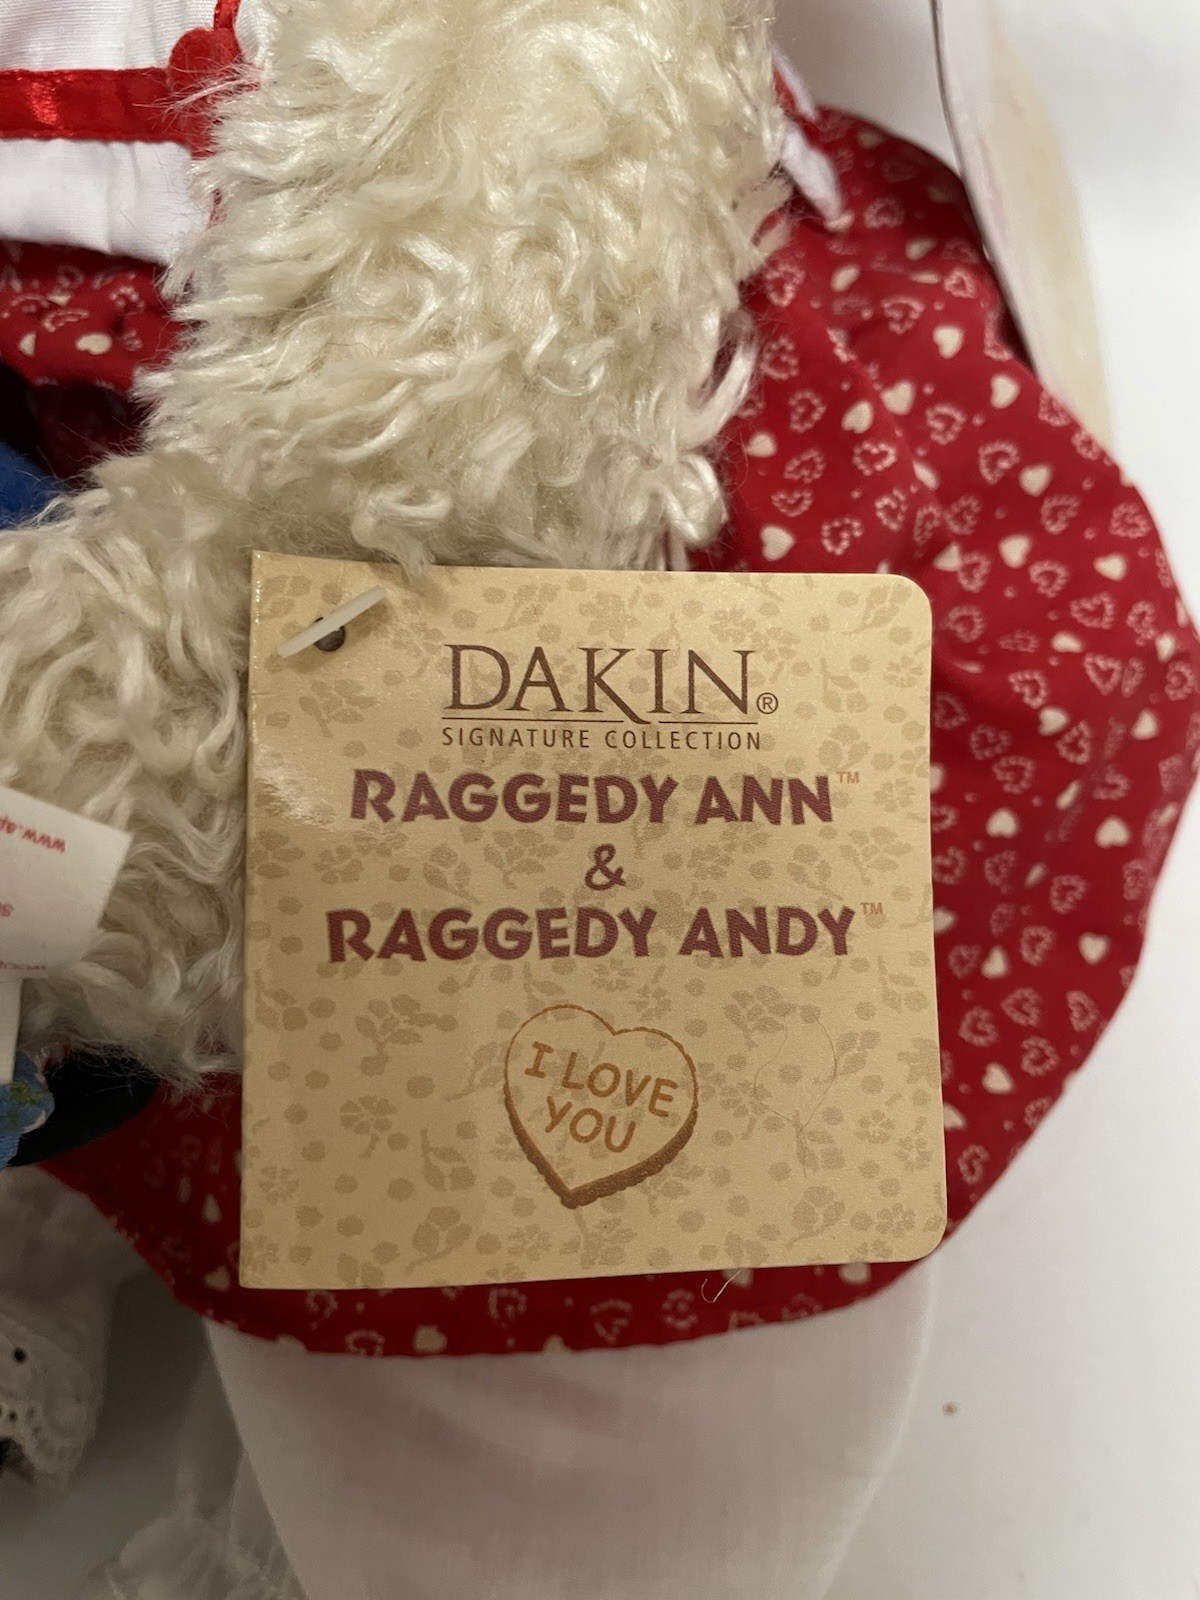 DAKIN®
SIGNATURE COLLECTION
RAGGEDY ANN™
&
RAGGEDY ANDY™
I LOVE
YOU